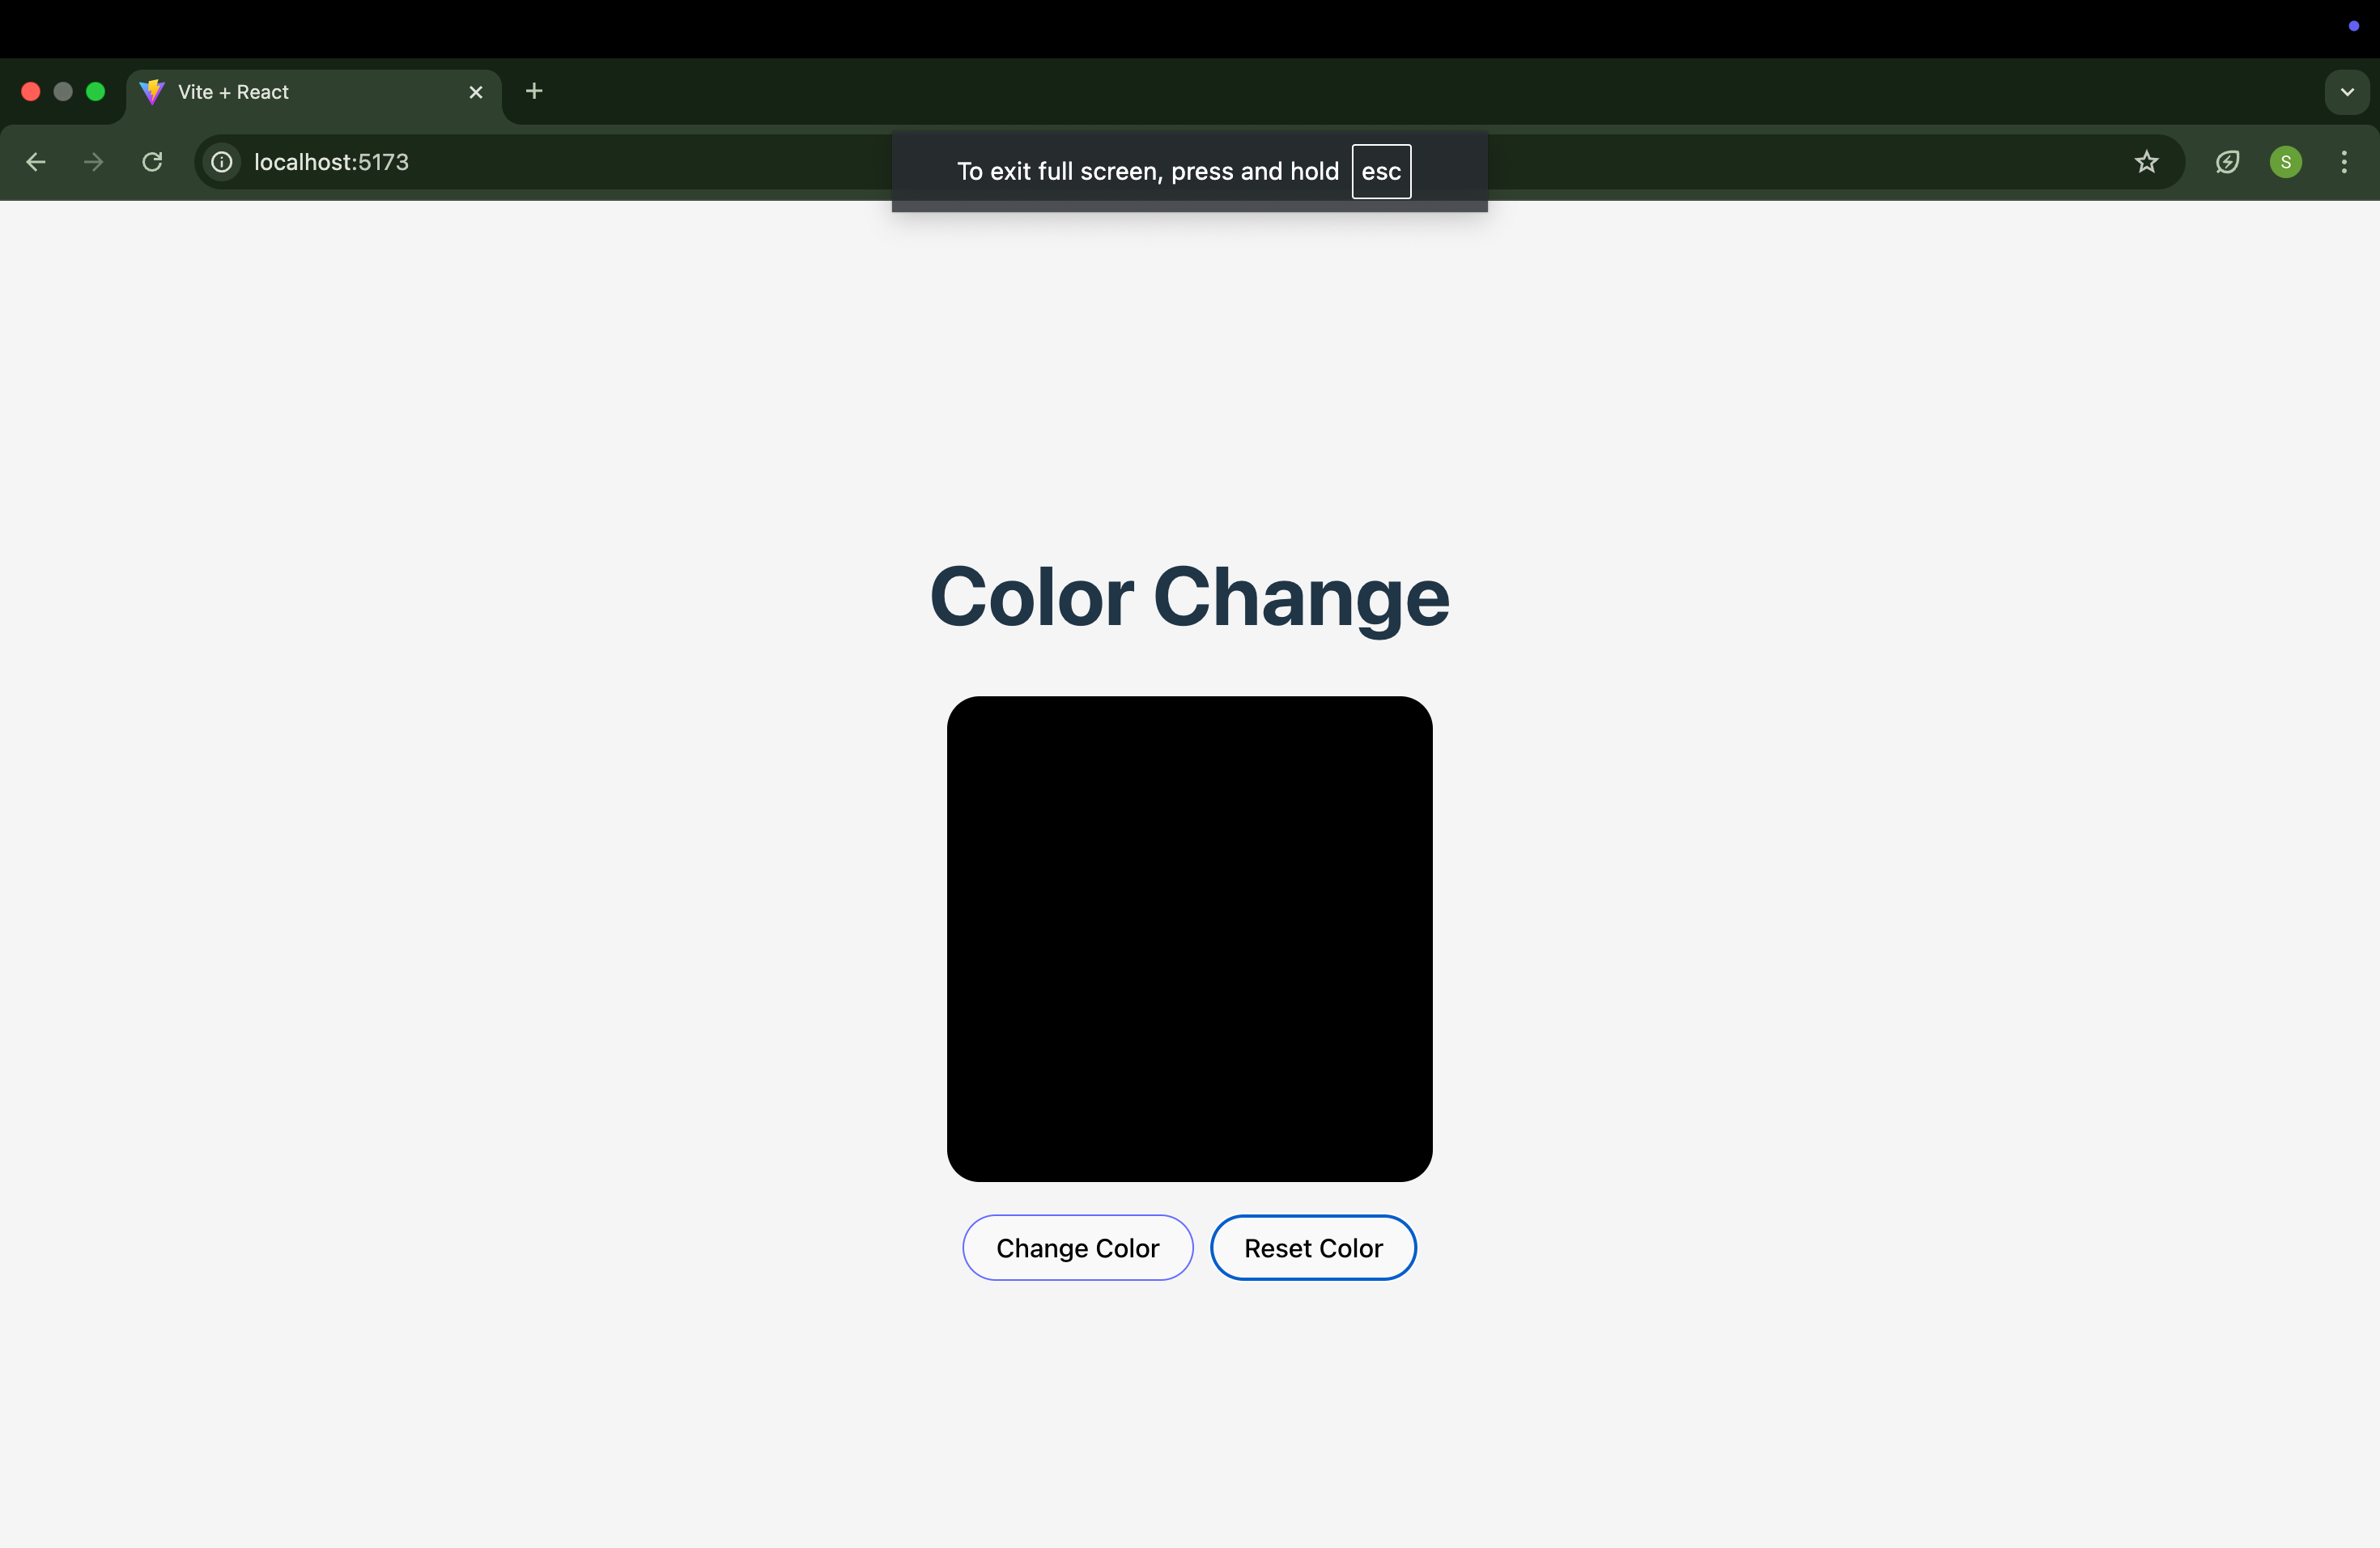 Vite + React
localhost:5173
To exit full screen, press and hold esc
S
Color Change
Change Color
Reset Color